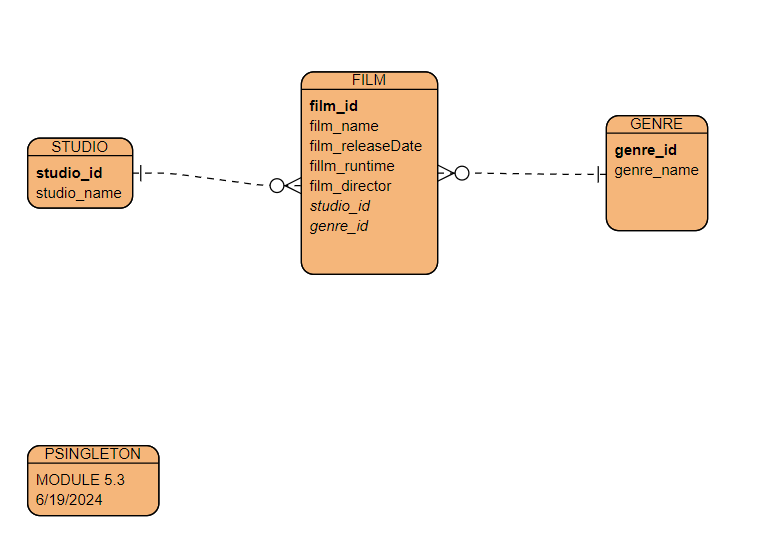 STUDIO
studio_id
studio_name
FILM
film_id
film_name
film_releaseDate
fillm_runtime
film_director
studio_id
genre_id
GENRE
genre_id
genre_name
PSINGLETON
MODULE 5.3
6/19/2024